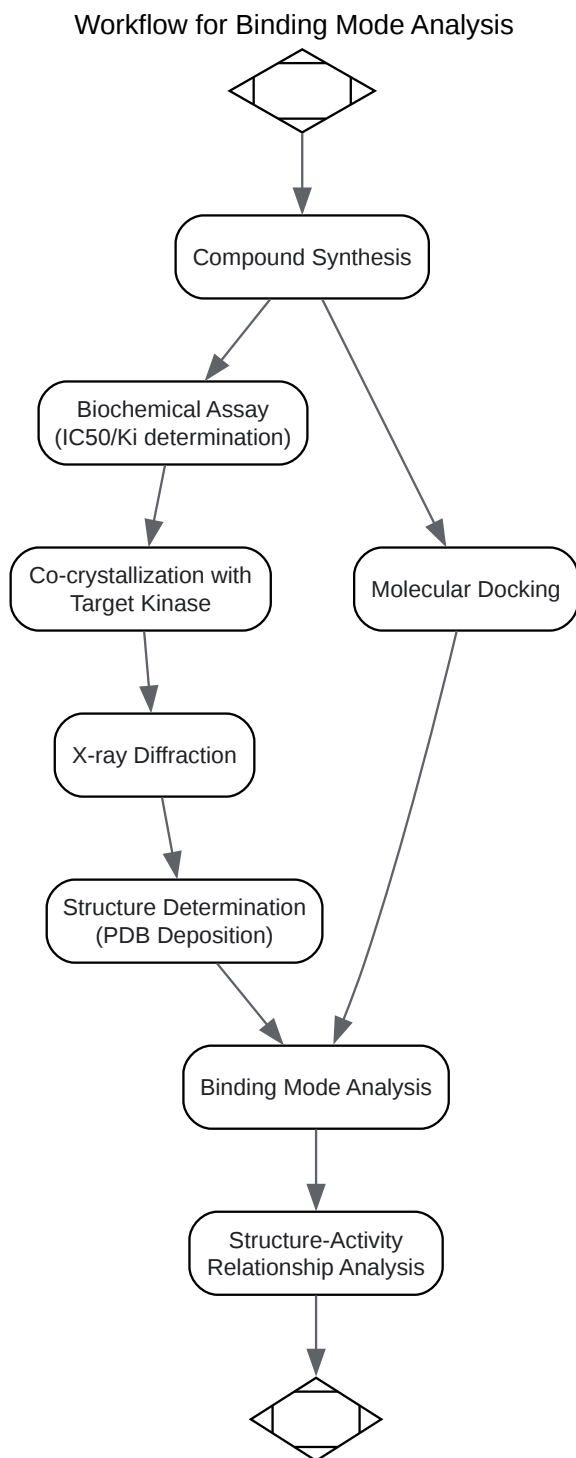 Workflow for Binding Mode Analysis
Compound Synthesis
Biochemical Assay
(IC50/Ki determination)
Co-crystallization with
Target Kinase
Molecular Docking
X-ray Diffraction
Structure Determination
(PDB Deposition)
Binding Mode Analysis
Structure-Activity
Relationship Analysis